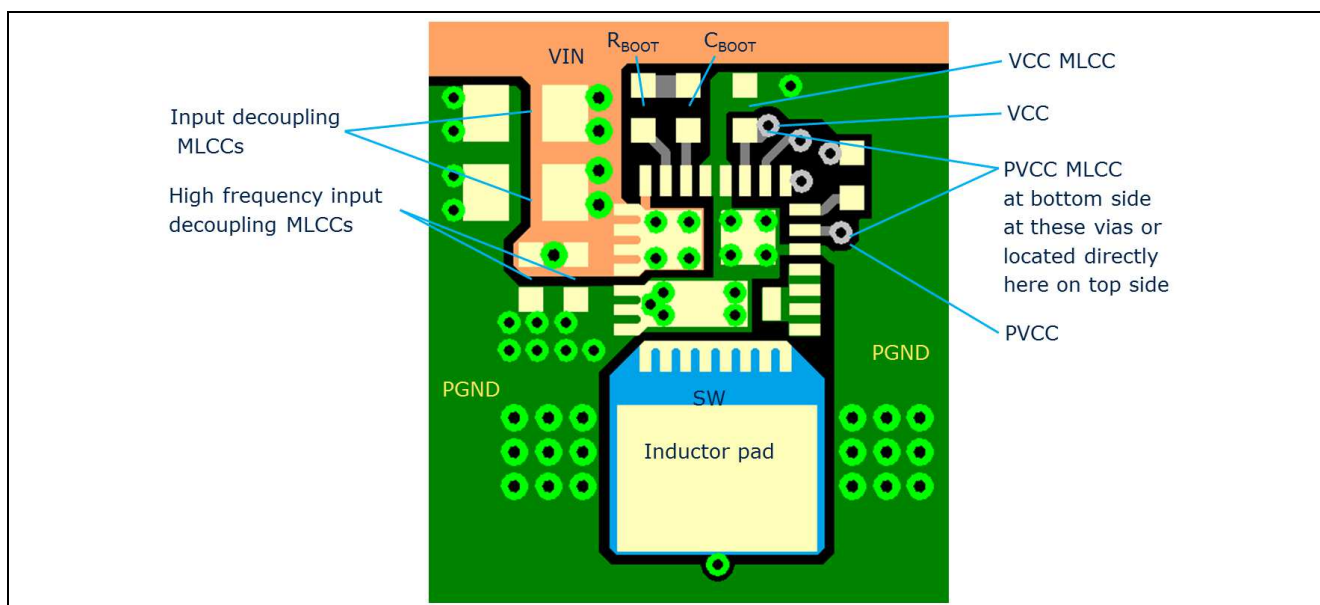 VIN
RBOOT
CBOOT
VCC MLCC
Input decoupling
MLCCs
VCC
High frequency input
decoupling MLCCs
PVCC MLCC
at bottom side
at these vias or
located directly
here on top side
PVCC
PGND
PGND
SW
Inductor pad